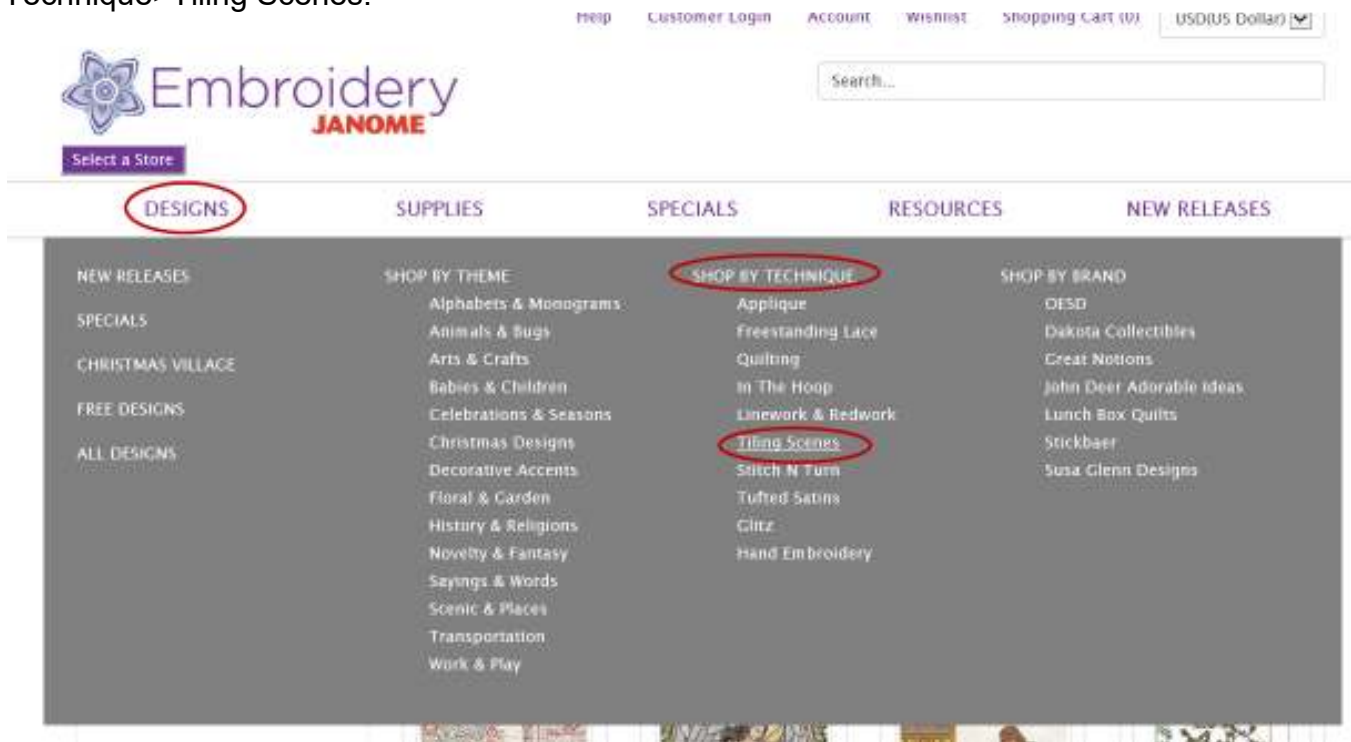 Technique> Tiling Scenes.
Help Customer Login Account Wishlist Shopping Cart (0) USD(US Dollar)
Embroidery
JANOME
Search...
Select a Store
DESIGNS SUPPLIES SPECIALS RESOURCES NEW RELEASES
NEW RELEASES
SPECIALS
CHRISTMAS VILLAGE
FREE DESIGNS
ALL DESIGNS
SHOP BY THEME
Alphabets & Monograms
Animals & Bugs
Arts & Crafts
Babies & Children
Celebrations & Seasons
Christmas Designs
Decorative Accents
Floral & Garden
History & Religions
Novelty & Fantasy
Sayings & Words
Scenic & Places
Transportation
Work & Play
SHOP BY TECHNIQUE
Applique
Freestanding Lace
Quilting
In The Hoop
Linework & Redwork
Tiling Scenes
Stitch N Turn
Tufted Satins
Glitz
Hand Embroidery
SHOP BY BRAND
OESD
Dakota Collectibles
Great Notions
John Deer Adorable Ideas
Lunch Box Quilts
Stickbaer
Susa Glenn Designs